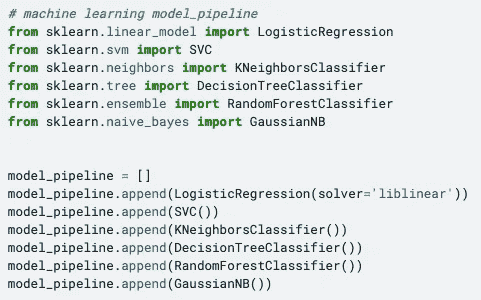 # machine learning model_pipeline
from sklearn.linear_model import LogisticRegression
from sklearn.svm import SVC
from sklearn.neighbors import KNeighborsClassifier
from sklearn.tree import DecisionTreeClassifier
from sklearn.ensemble import RandomForestClassifier
from sklearn.naive_bayes import GaussianNB
model_pipeline = []
model_pipeline.append(LogisticRegression(solver='liblinear'))
model_pipeline.append(SVC())
model_pipeline.append(KNeighborsClassifier())
model_pipeline.append(DecisionTreeClassifier())
model_pipeline.append(RandomForestClassifier())
model_pipeline.append(GaussianNB())